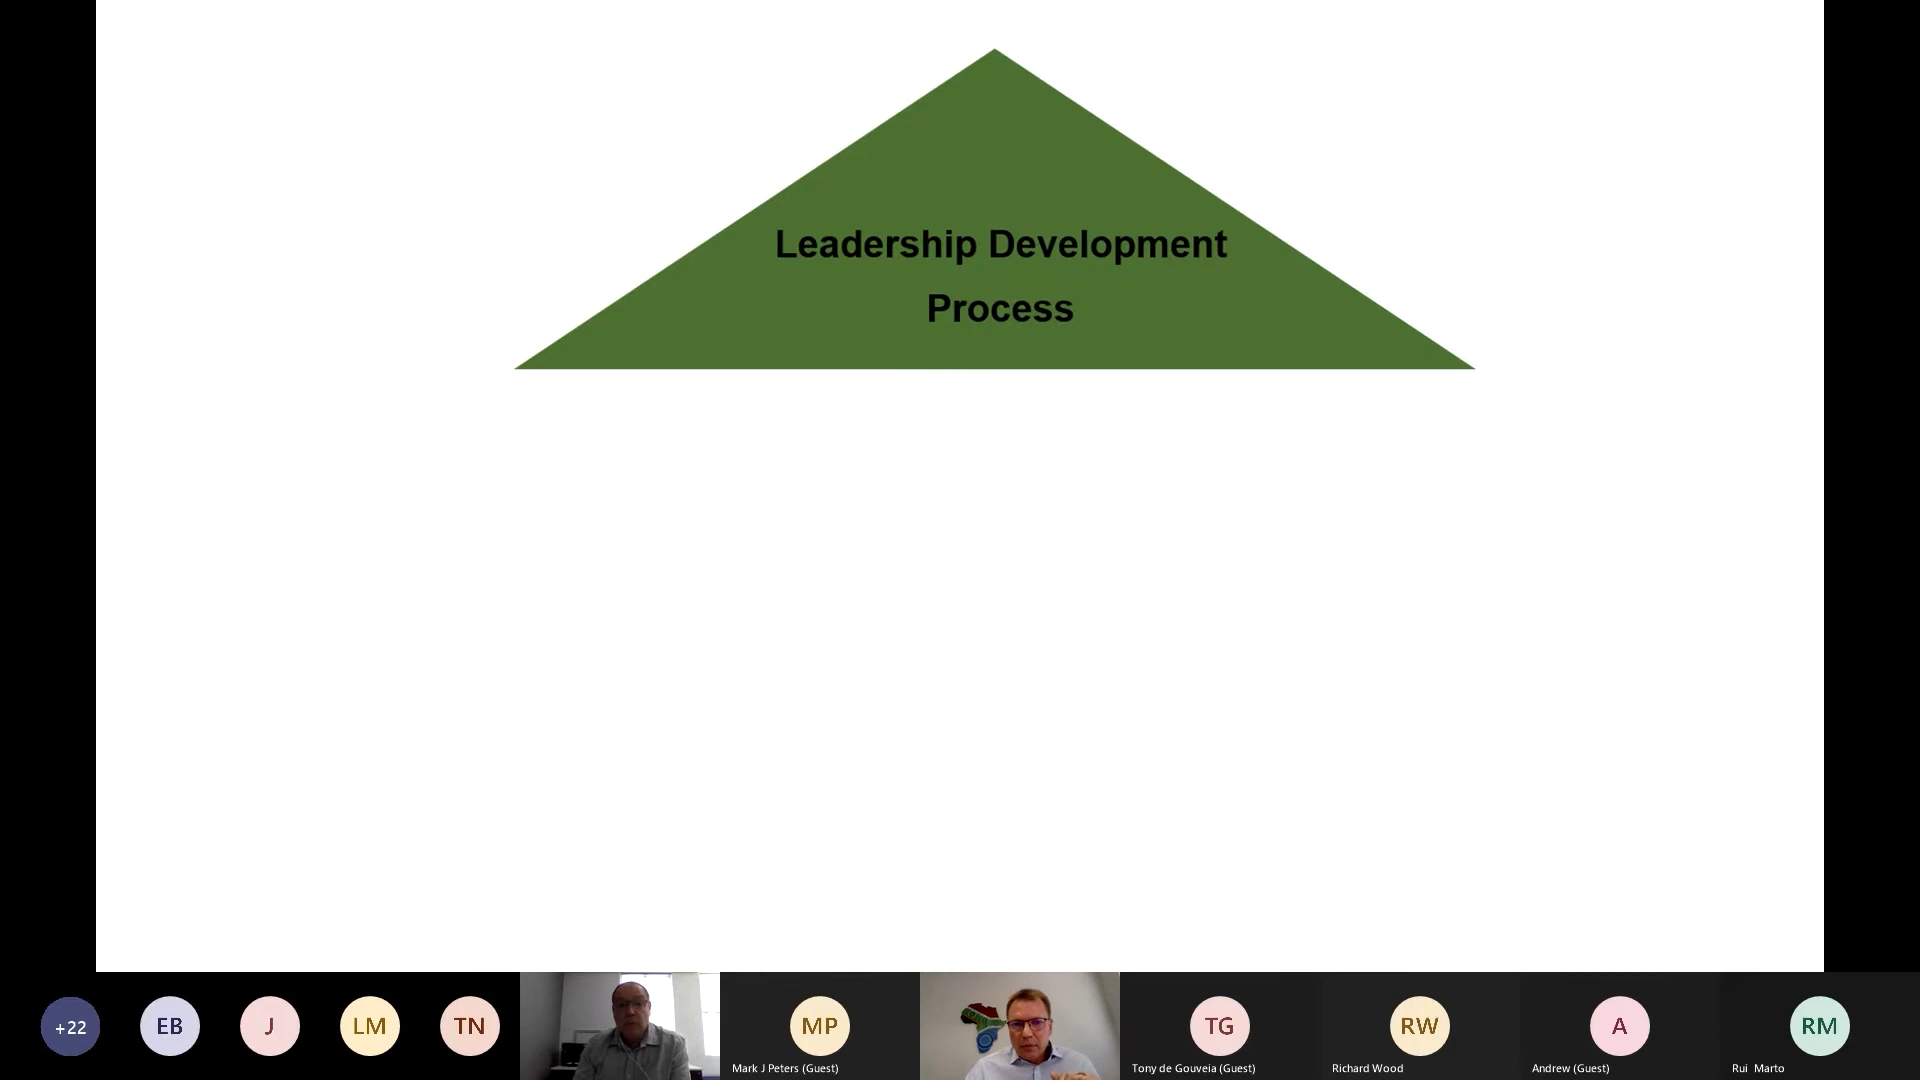 Leadership Development
Process
+22
EB
J
LM
TN
MP
TG
RW
A
RM
Mark J Peters (Guest)
Tony de Gouveia (Guest)
Richard Wood
Andrew (Guest)
Rui Marto